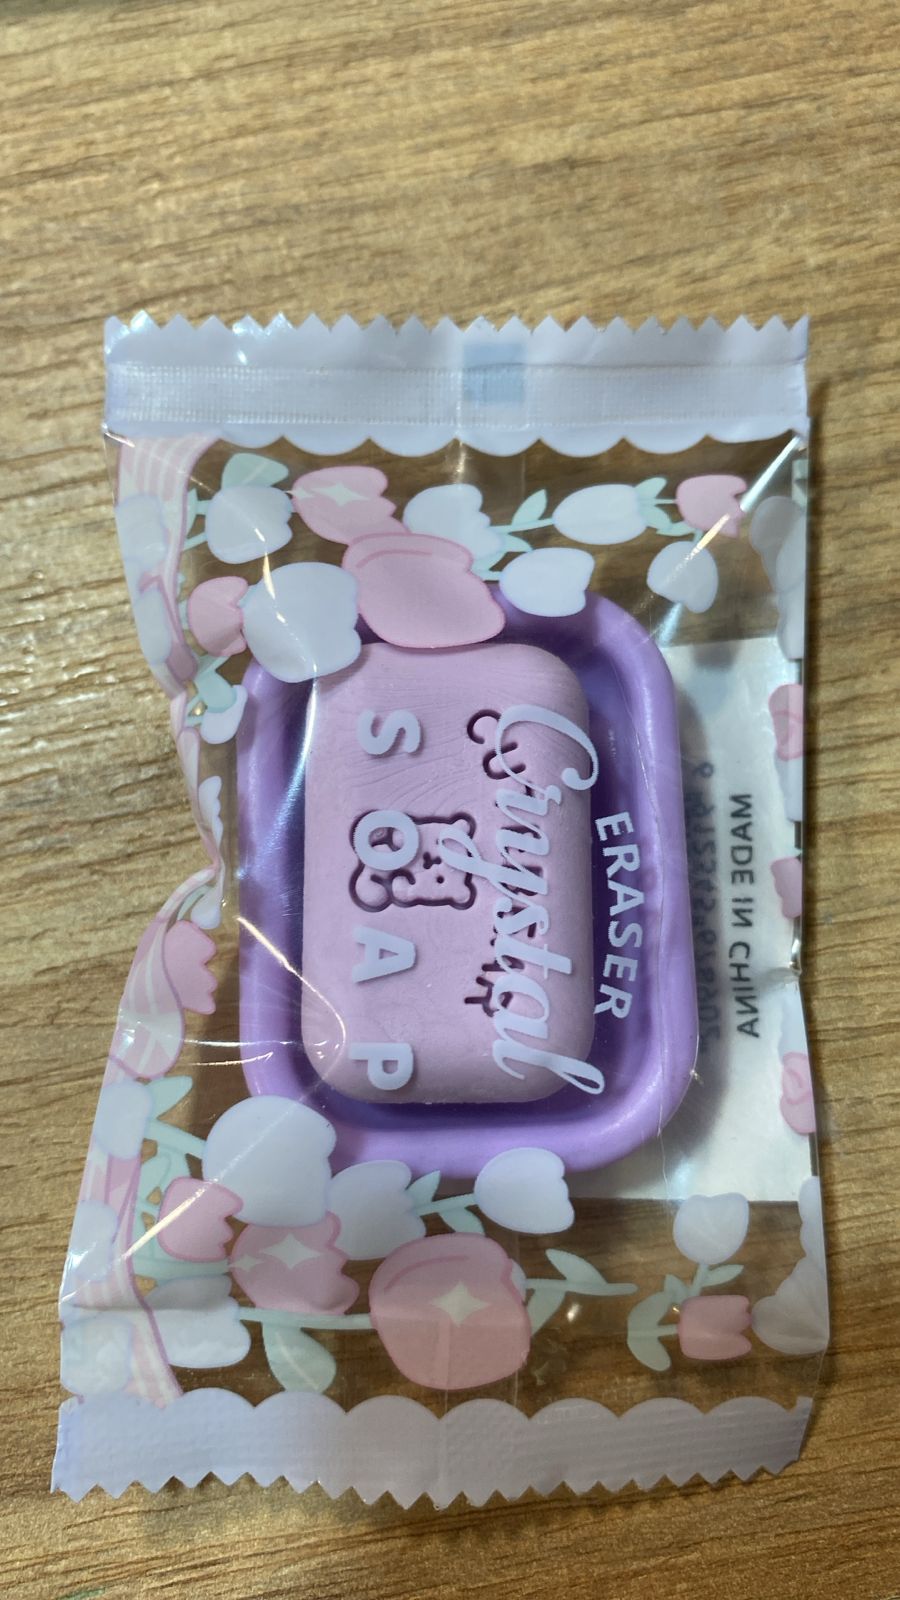 ERASER
Crystal
SOAP
MADE IN CHINA